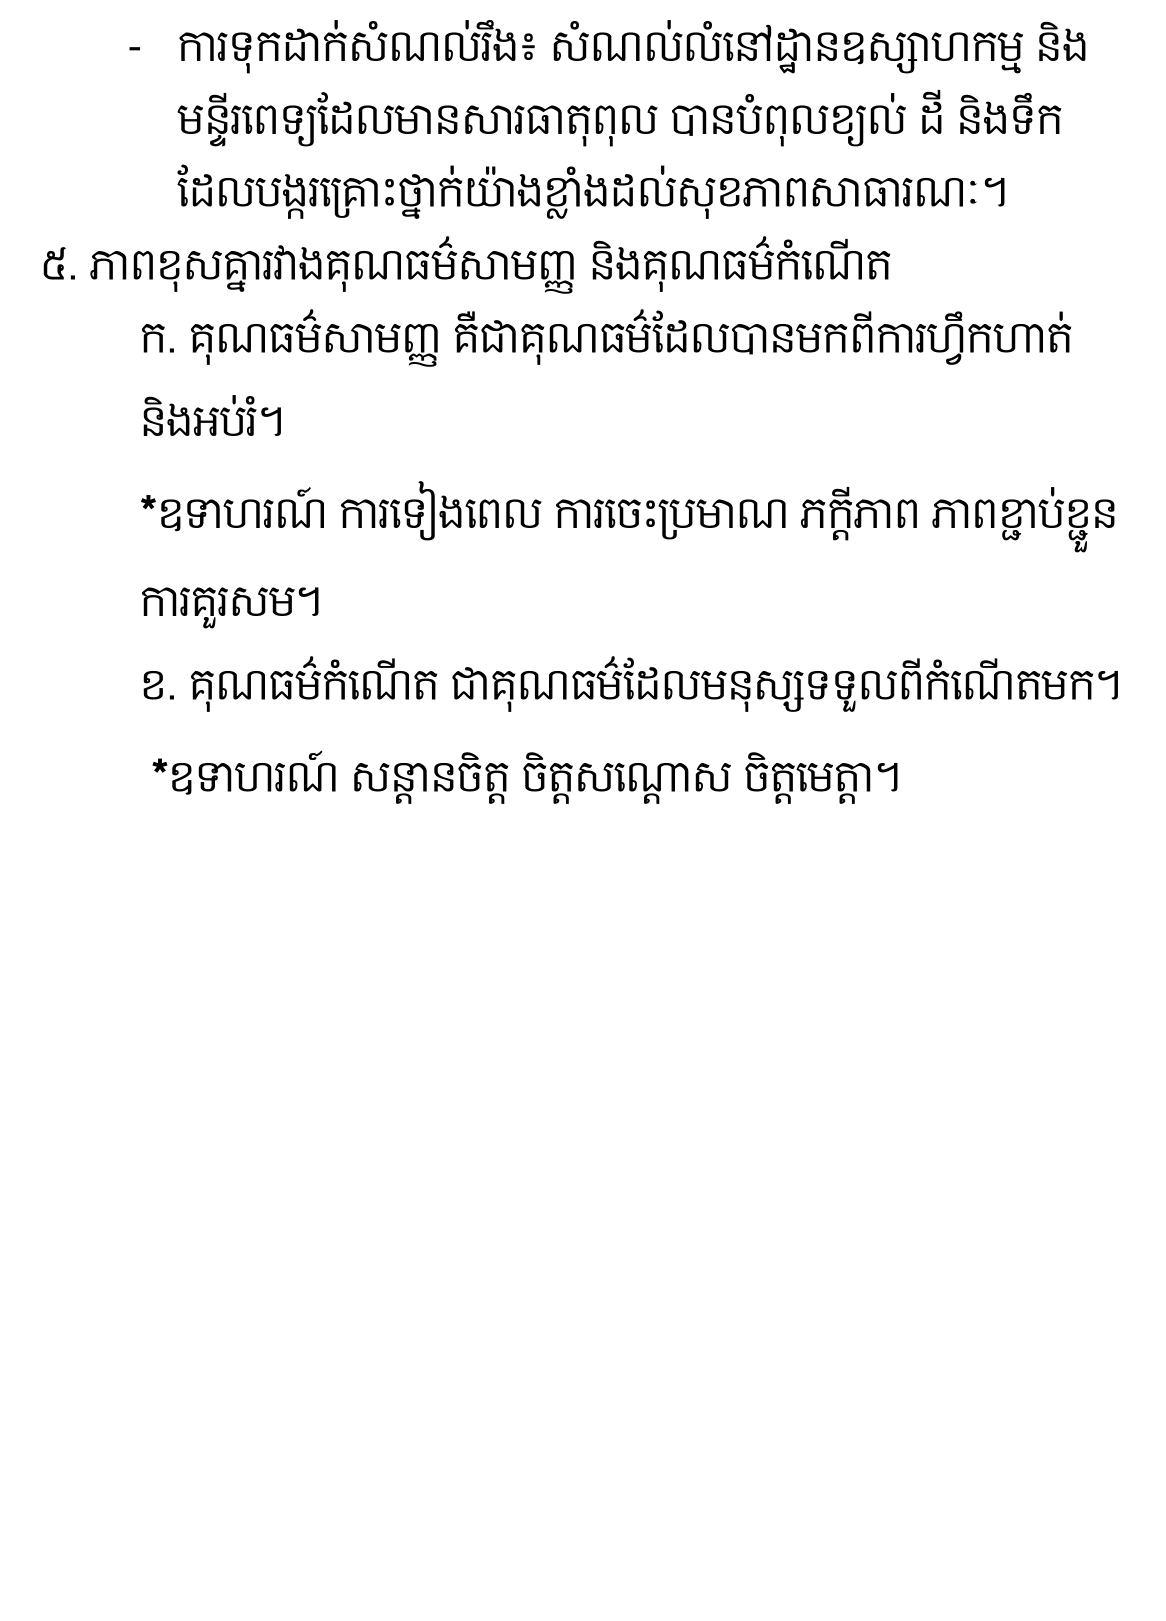 - ការទុកដាក់សំណល់រឹង៖ សំណល់លំនៅដ្ឋានឧស្សាហកម្ម និង
មន្ទីរពេទ្យដែលមានសារធាតុពុល បានបំពុលខ្យល់ ដី និងទឹក
ដែលបង្ករគ្រោះថ្នាក់យ៉ាងខ្លាំងដល់សុខភាពសាធារណៈ។
៥. ភាពខុសគ្នារវាងគុណធម៌សាមញ្ញ និងគុណធម៌កំណើត
ក. គុណធម៌សាមញ្ញ គឺជាគុណធម៌ដែលបានមកពីការហ្វឹកហាត់
និងអប់រំ។
*ឧទាហរណ៍ ការទៀងពេល ការចេះប្រមាណ ភក្ដីភាព ភាពខ្ជាប់ខ្ជួន
ការគួរសម។
ខ. គុណធម៌កំណើត ជាគុណធម៌ដែលមនុស្សទទួលពីកំណើតមក។
*ឧទាហរណ៍ សន្ដានចិត្ត ចិត្តសណ្ដោស ចិត្តមេត្តា។